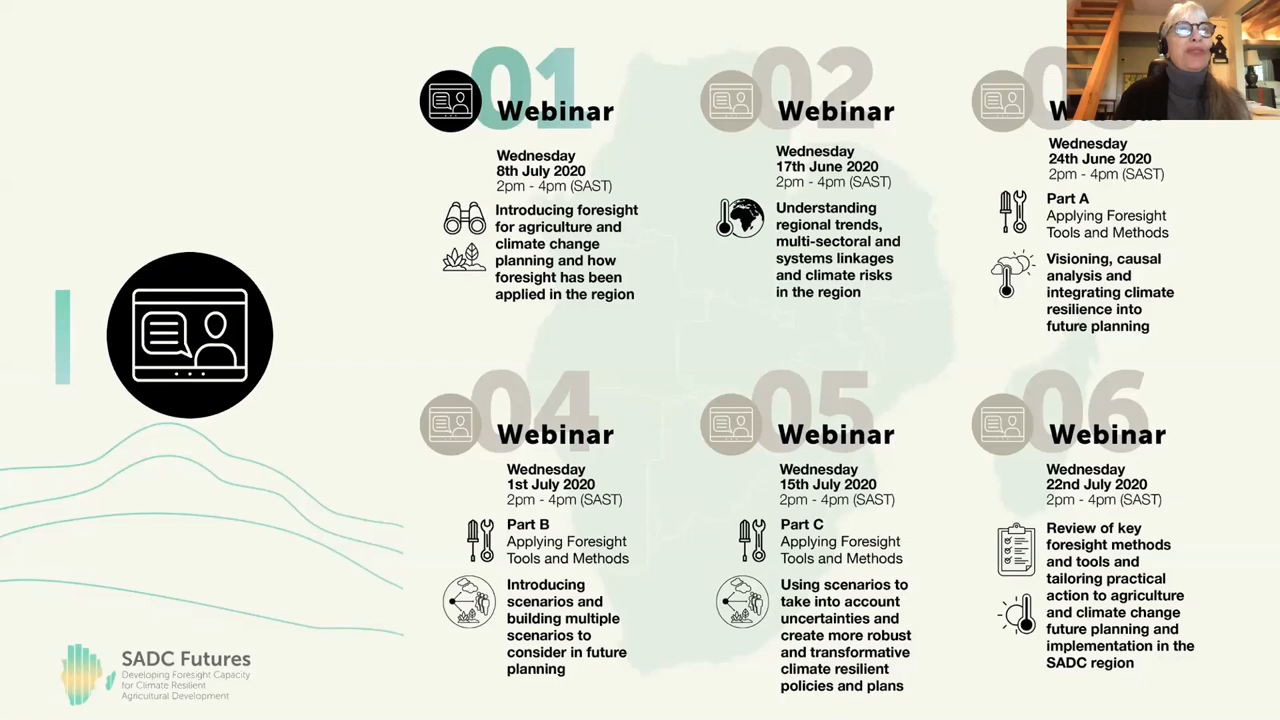 01
Webinar
Wednesday
8th July 2020
2pm - 4pm (SAST)
Introducing foresight
for agriculture and
climate change
planning and how
foresight has been
applied in the region
02
Webinar
Wednesday
17th June 2020
2pm - 4pm (SAST)
Understanding
regional trends,
multi-sectoral and
systems linkages
and climate risks
in the region
Wednesday
24th June 2020
2pm - 4pm (SAST)
Part A
Applying Foresight
Tools and Methods
Visioning, causal
analysis and
integrating climate
resilience into
future planning
04
Webinar
Wednesday
1st July 2020
2pm - 4pm (SAST)
Part B
Applying Foresight
Tools and Methods
Introducing
scenarios and
building multiple
scenarios to
consider in future
planning
05
Webinar
Wednesday
15th July 2020
2pm - 4pm (SAST)
Part C
Applying Foresight
Tools and Methods
Using scenarios to
take into account
uncertainties and
create more robust
and transformative
climate resilient
policies and plans
06
Webinar
Wednesday
22nd July 2020
2pm - 4pm (SAST)
Review of key
foresight methods
and tools and
tailoring practical
action to agriculture
and climate change
future planning and
implementation in the
SADC region
SADC Futures
Developing Foresight Capacity
for Climate Resilient
Agricultural Development